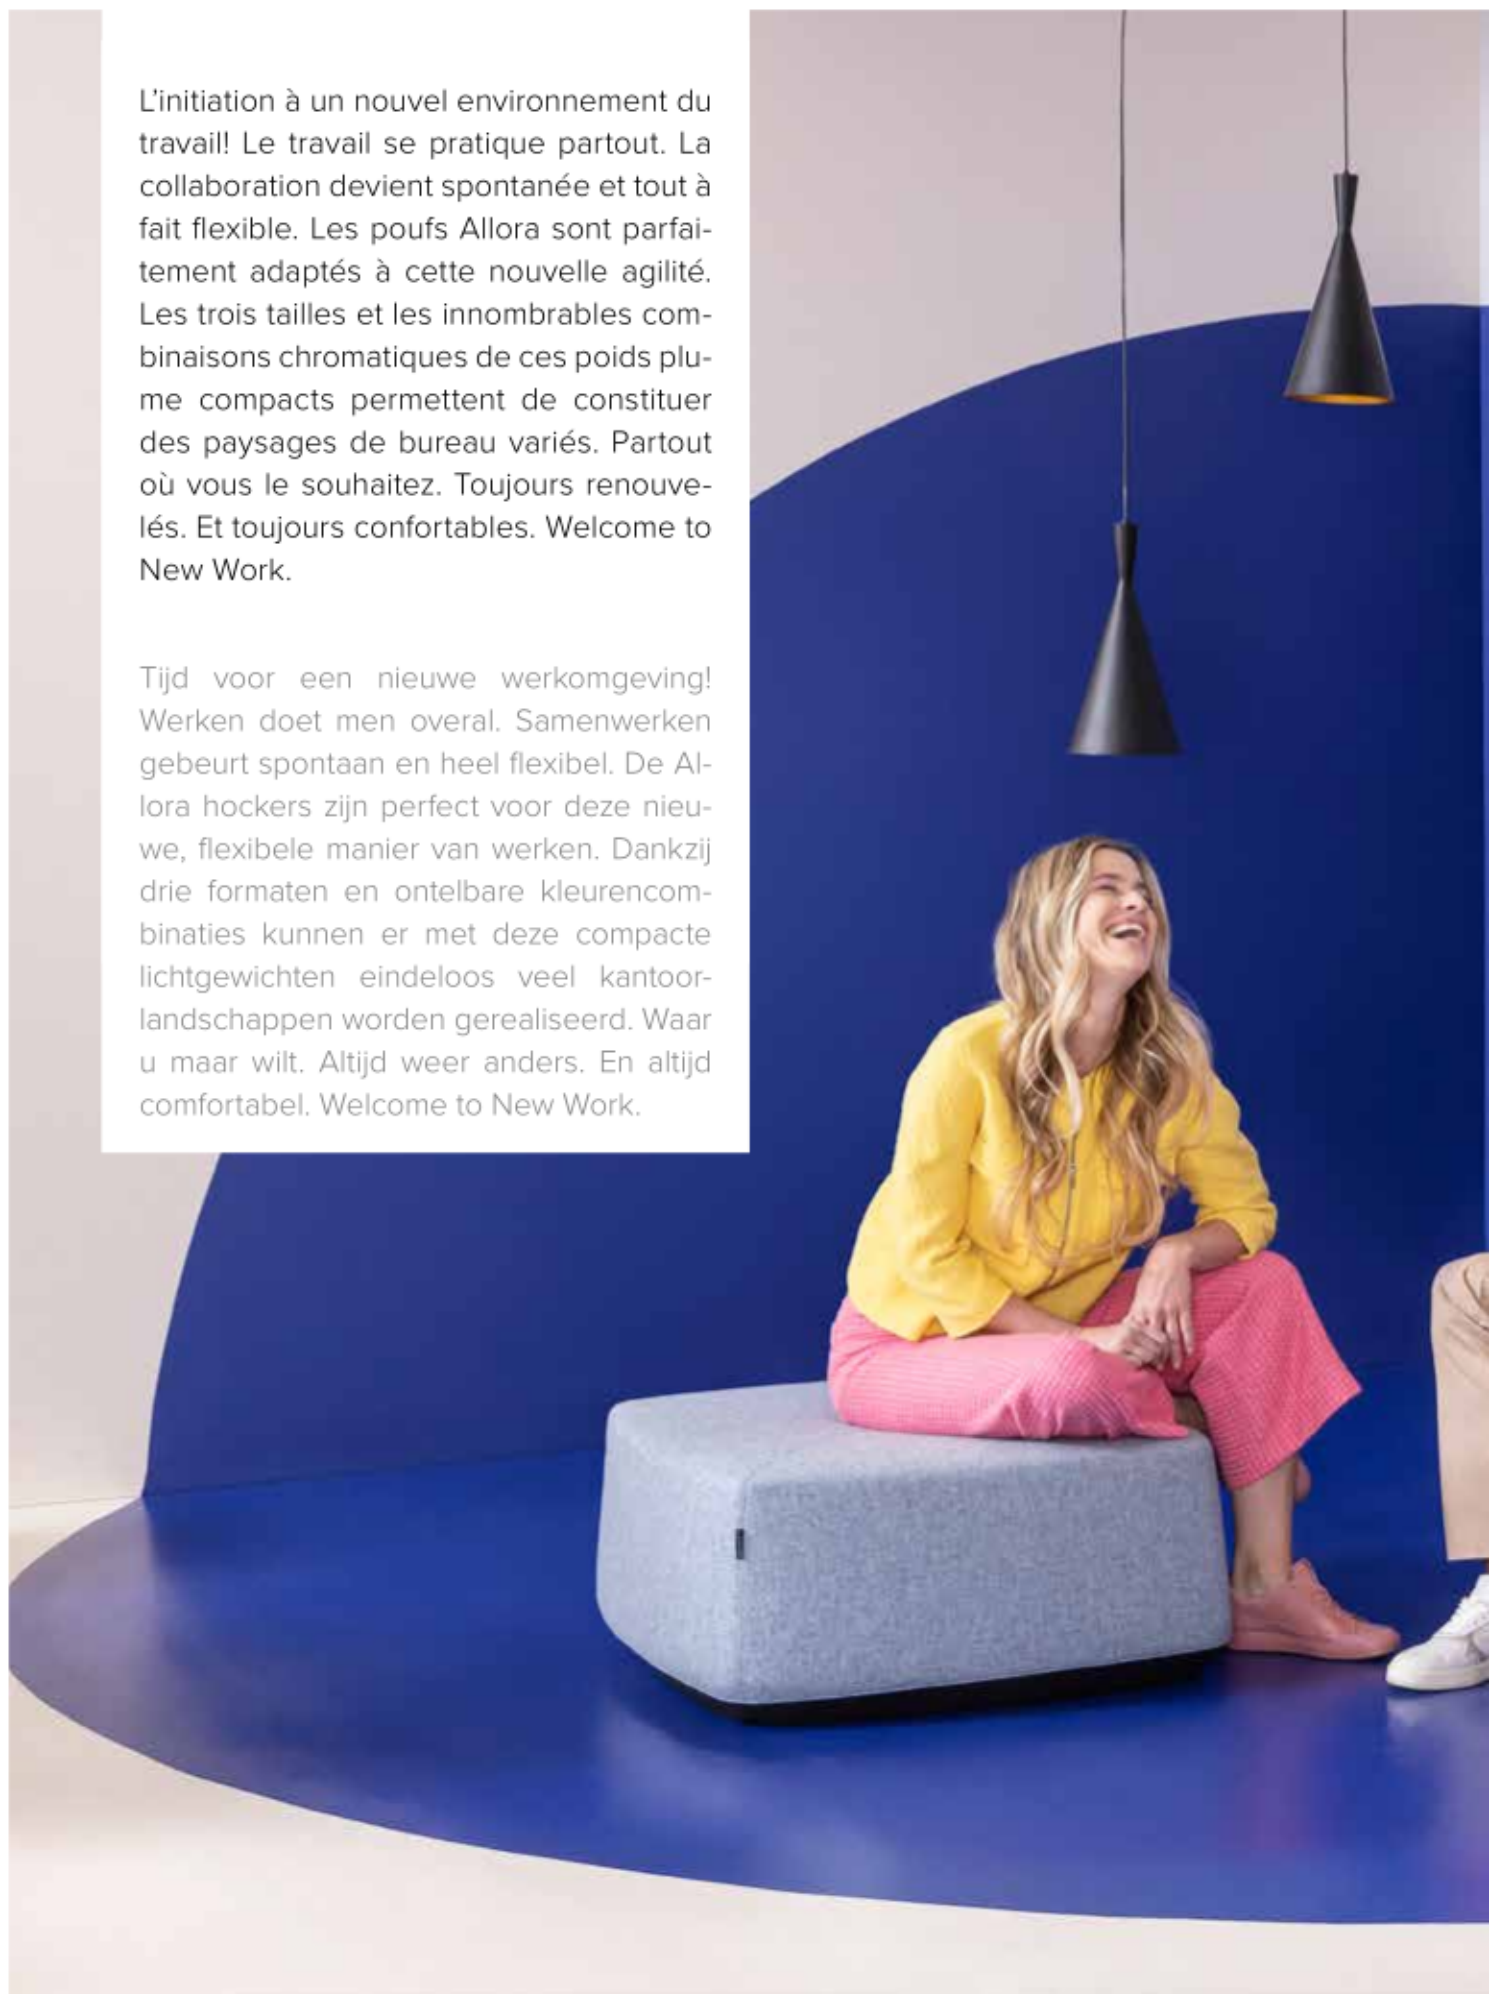 L'initiation à un nouvel environnement du
travail! Le travail se pratique partout. La
collaboration devient spontanée et tout à
fait flexible. Les poufs Allora sont parfai-
tement adaptés à cette nouvelle agilité.
Les trois tailles et les innombrables com-
binaisons chromatiques de ces poids plu-
me compacts permettent de constituer
des paysages de bureau variés. Partout
où vous le souhaitez. Toujours renouve-
lés. Et toujours confortables. Welcome to
New Work.
Tijd voor een nieuwe werkomgeving!
Werken doet men overal. Samenwerken
gebeurt spontaan en heel flexibel. De Al-
lora hockers zijn perfect voor deze nieu-
we, flexibele manier van werken. Dankzij
drie formaten en ontelbare kleurencom-
binaties kunnen er met deze compacte
lichtgewichten eindeloos veel kantoor-
landschappen worden gerealiseerd. Waar
u maar wilt. Altijd weer anders. En altijd
comfortabel. Welcome to New Work.